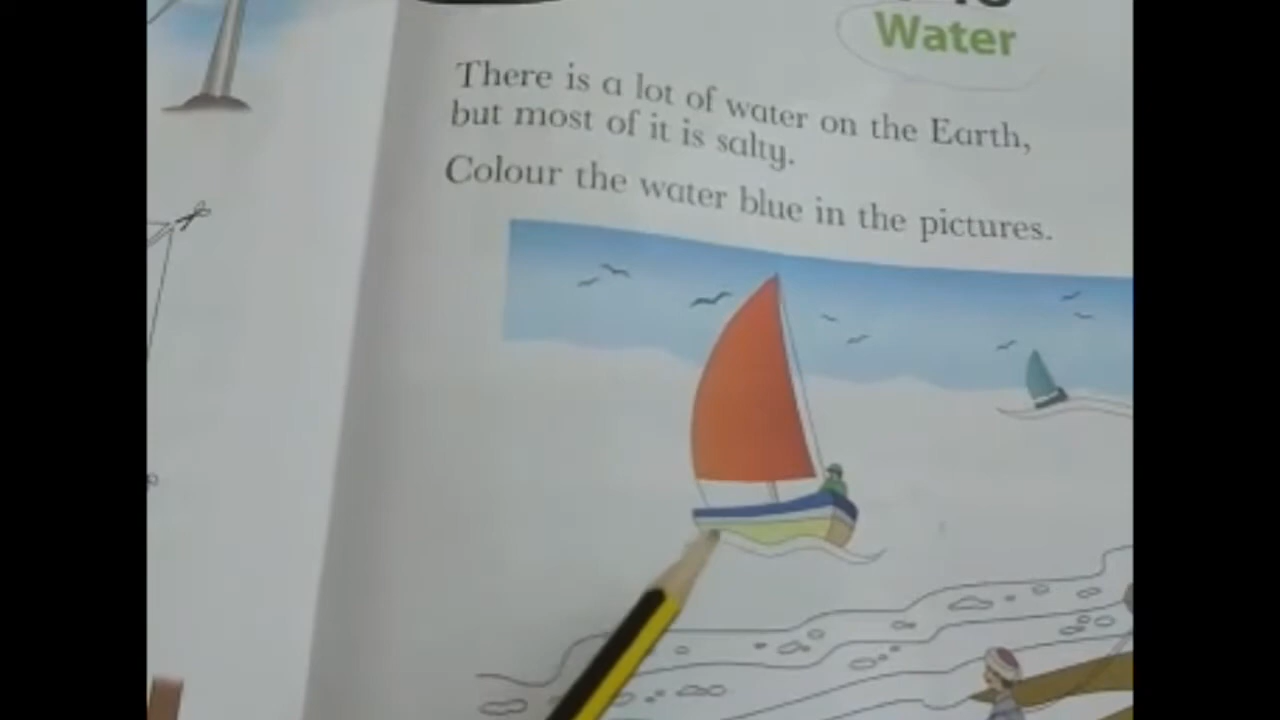 Water
There is a lot of water on the Earth,
but most of it is salty.
Colour the water blue in the pictures.